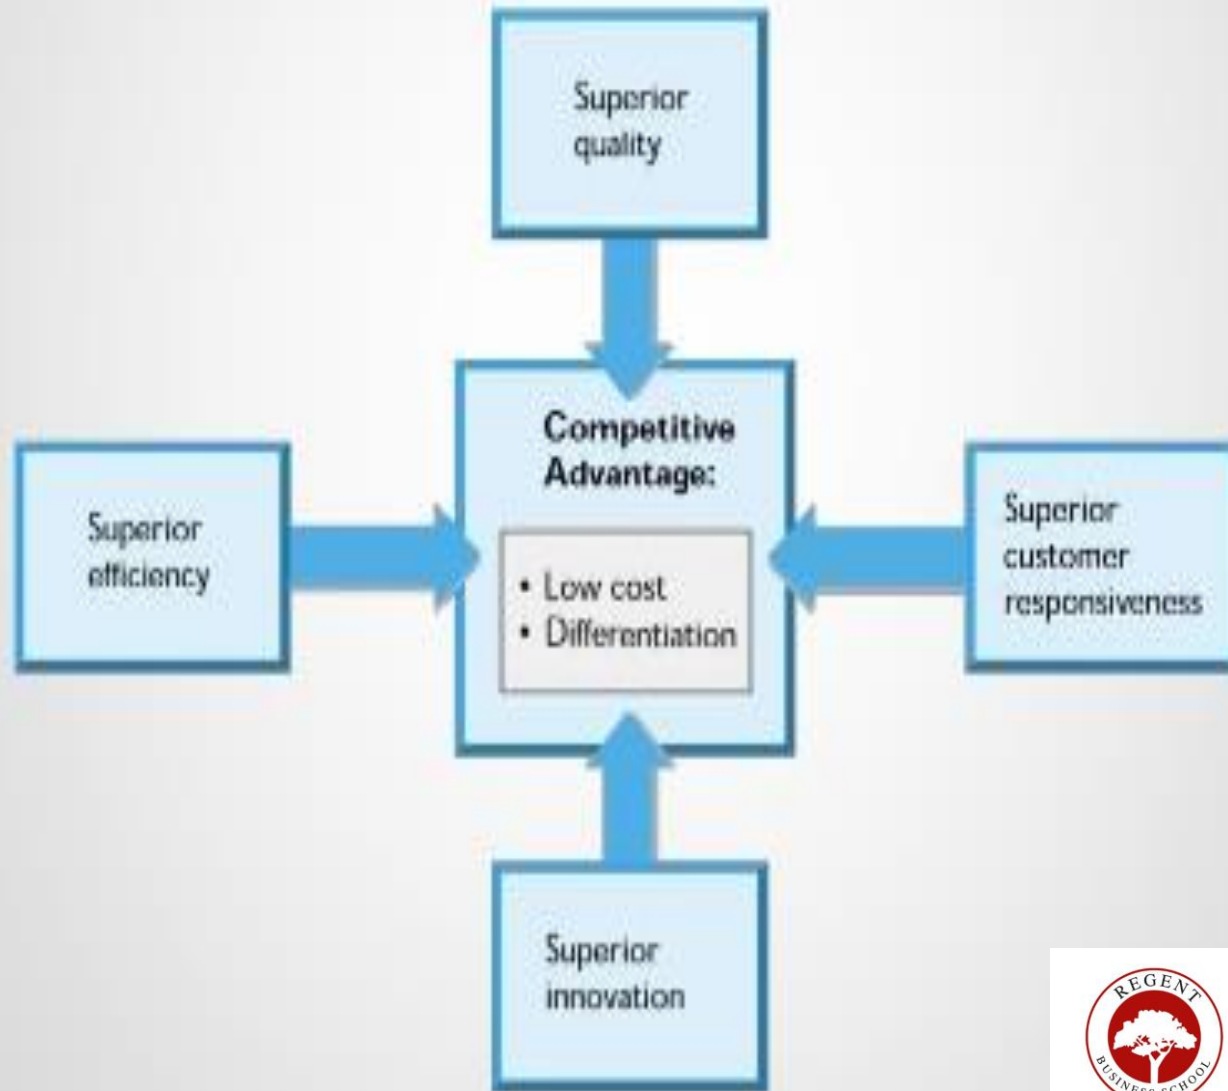 Superior
quality
Competitive
Advantage:
• Low cost
• Differentiation
Superior
efficiency
Superior
customer
responsiveness
Superior
innovation
REGENT
BUSINESS SCHOOL